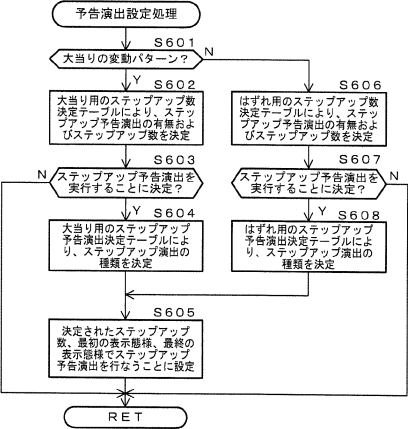 予告演出設定処理
S601
大当りの変動パターン?
N
Y
S602
大当り用のステップアップ数
決定テーブルにより、ステッ
プアップ予告演出の有無およ
びステップアップ数を決定
S606
はずれ用のステップアップ数
決定テーブルにより、ステッ
プアップ予告演出の有無およ
びステップアップ数を決定
S603
N
ステップアップ予告演出を
実行することに決定?
Y
S607
ステップアップ予告演出を
実行することに決定?
N
Y
S604
大当り用のステップアップ
予告演出決定テーブルによ
り、ステップアップ演出の
種類を決定
S608
はずれ用のステップアップ
予告演出決定テーブルによ
り、ステップアップ演出の
種類を決定
S605
決定されたステップアップ
数、最初の表示態様、最終の
表示態様でステップアップ
予告演出を行なうことに設定
RET